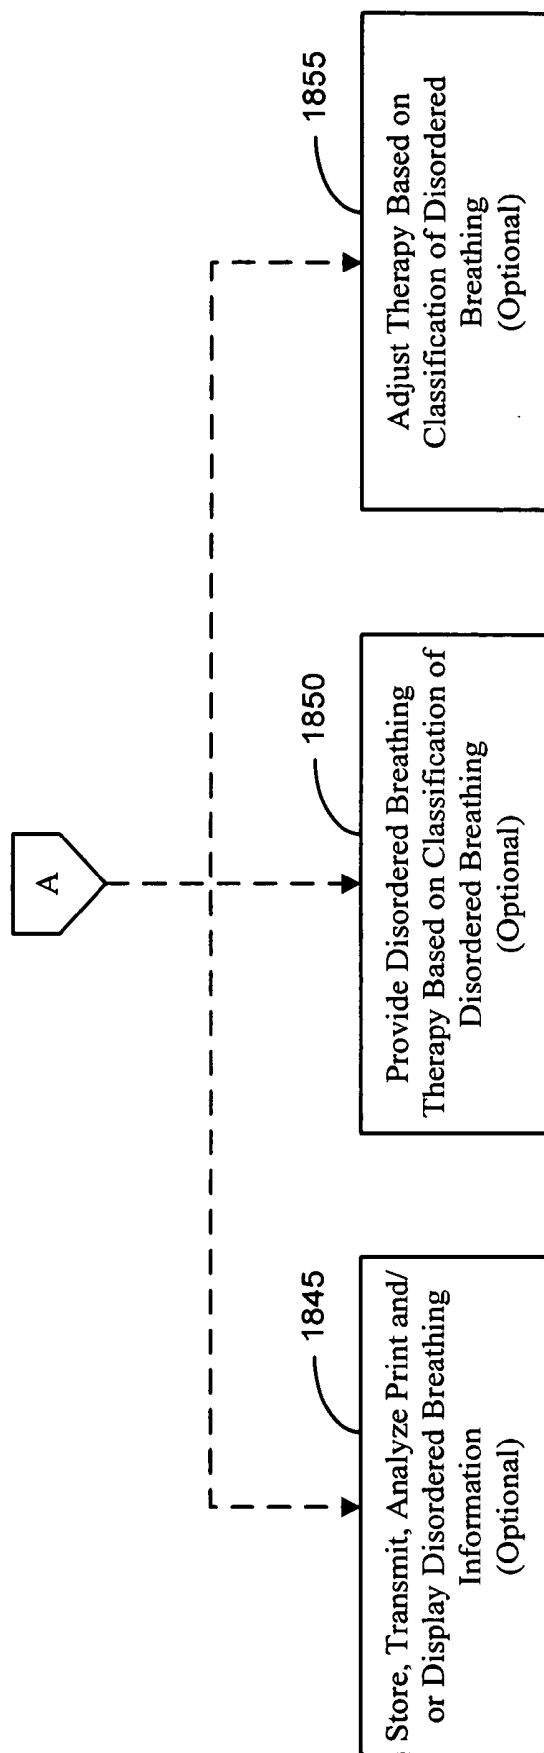 A
1845
Store, Transmit, Analyze Print and/
or Display Disordered Breathing
Information
(Optional)
1850
Provide Disordered Breathing
Therapy Based on Classification of
Disordered Breathing
(Optional)
1855
Adjust Therapy Based on
Classification of Disordered
Breathing
(Optional)